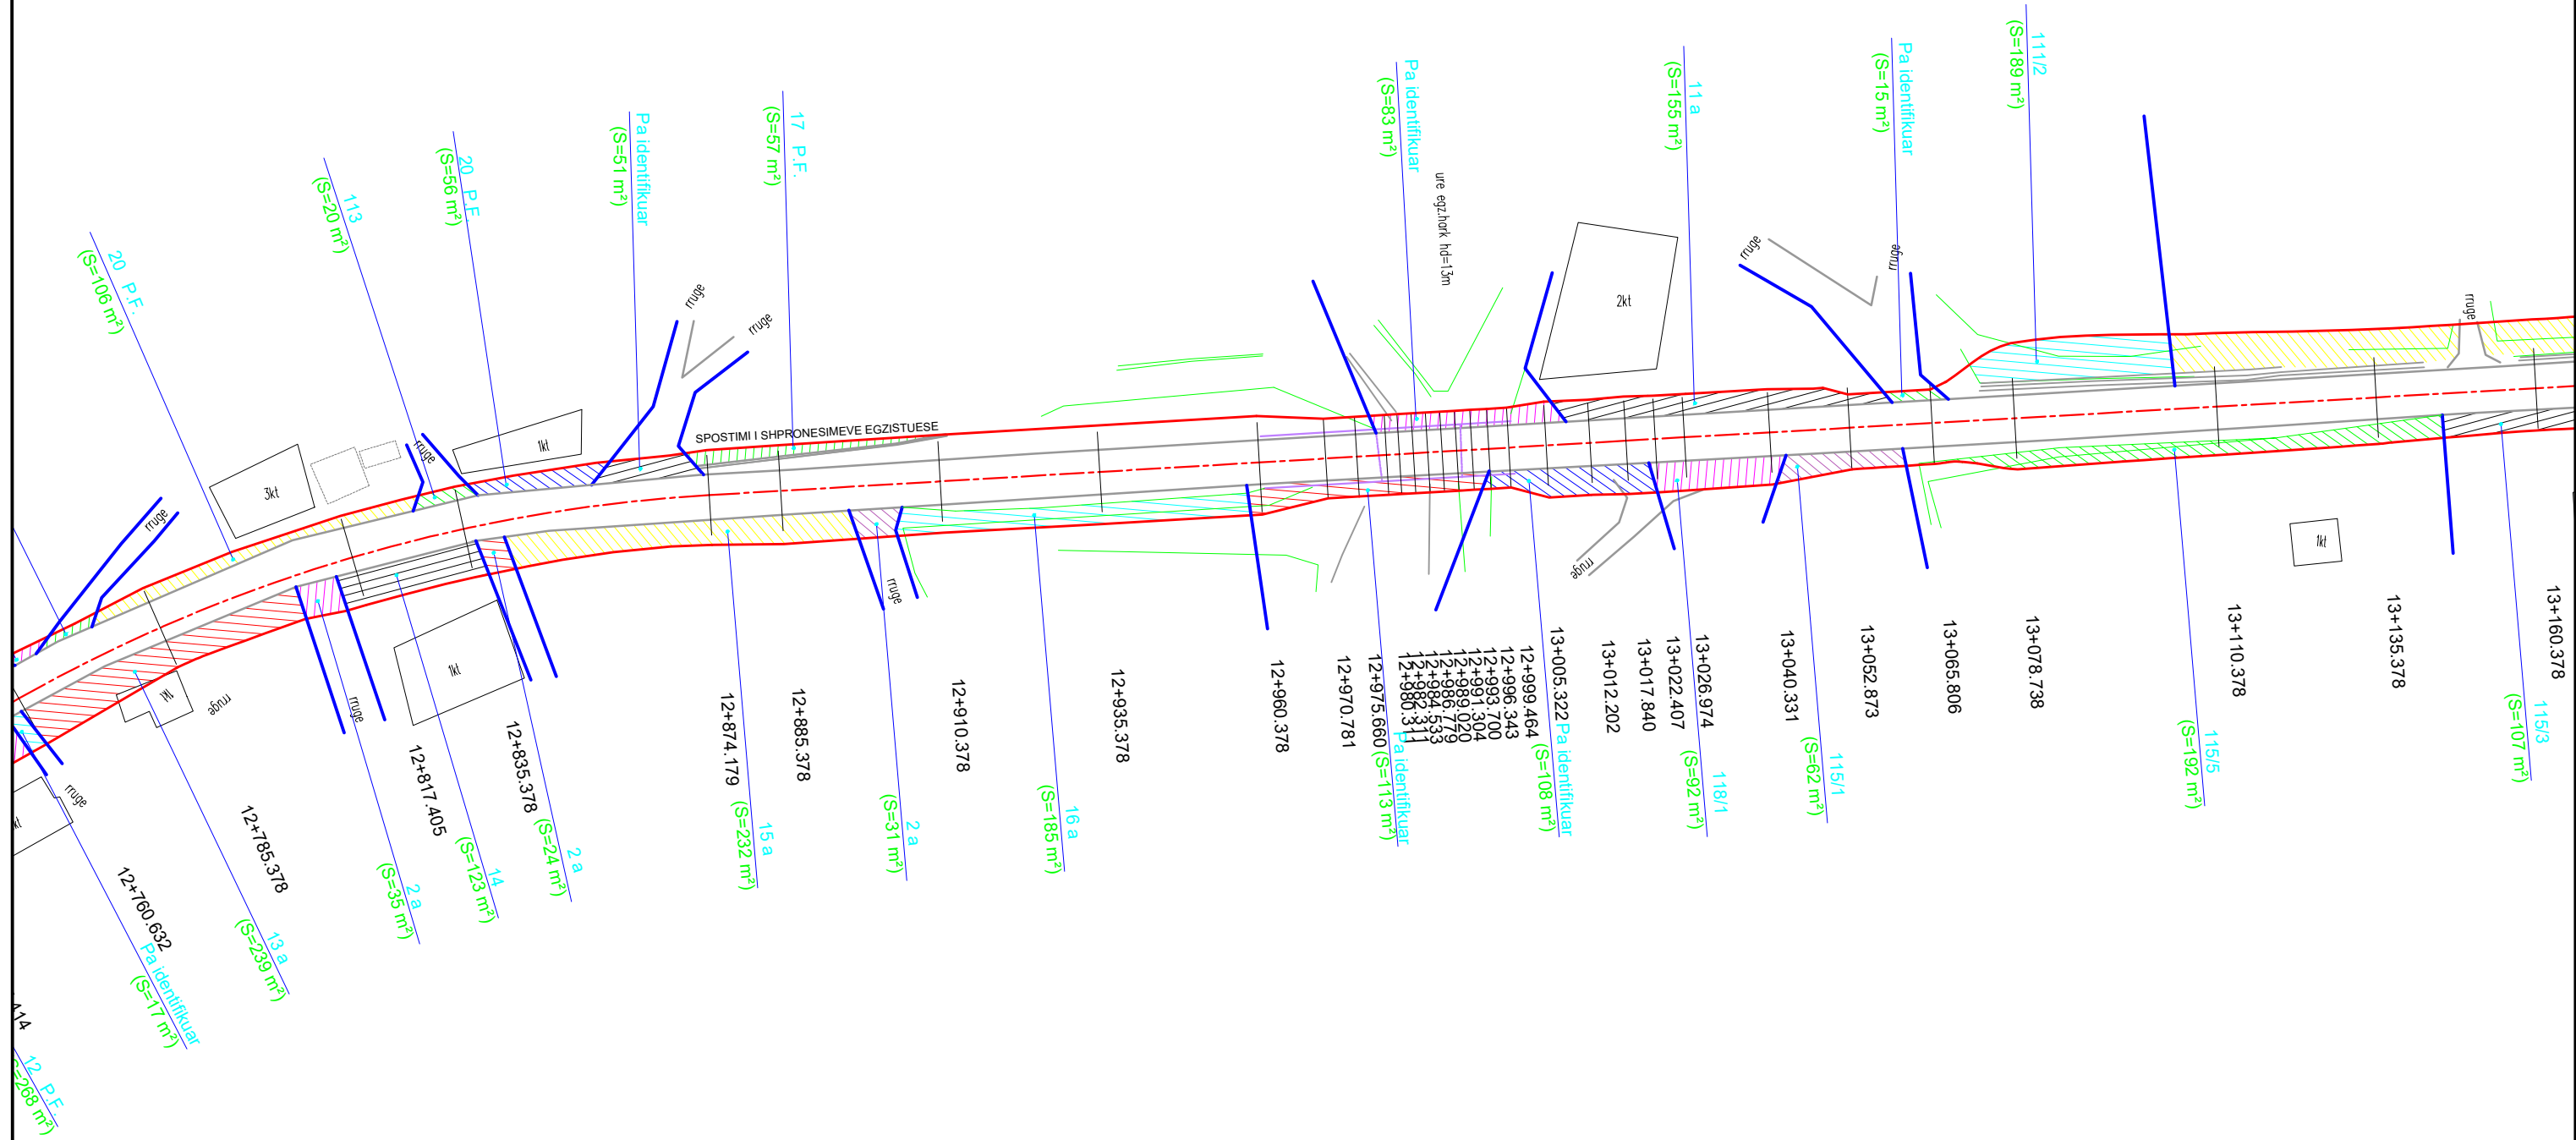 20 P.F.
(S=106 m²)
113
(S=20 m²)
20 P.F.
(S=56 m²)
Pa identifikuar
(S=51 m²)
17 P.F.
(S=57 m²)
Pa identifikuar
(S=83 m²)
ure egz.hark hd=13m
11 a
(S=155 m²)
Pa identifikuar
(S=15 m²)
111/2
(S=189 m²)
rruge
rruge
rruge
rruge
rruge
rruge
rruge
3kt
1kt
2kt
SPOSTIMI I SHPRONESIMEVE EGZISTUESE
1kt
rruge
rruge
1kt
rruge
rruge
rruge
1kt
kt
12+760.632
12+785.378
12+817.405
12+835.378
12+874.179
12+885.378
12+910.378
12+935.378
12+960.378
12+970.781
12+975.660
12+980.311
12+982.311
12+984.533
12+986.779
12+989.020
12+991.304
12+993.700
12+996.343
12+999.464
13+005.322
13+012.202
13+017.840
13+022.407
13+026.974
13+040.331
13+052.873
13+065.806
13+078.738
13+110.378
13+135.378
13+160.378
414
12 P.F.
S=268 m²)
Pa identifikuar
(S=17 m²)
13 a
(S=239 m²)
2 a
(S=35 m²)
14
(S=123 m²)
2 a
(S=24 m²)
15 a
(S=232 m²)
2 a
(S=31 m²)
16 a
(S=185 m²)
Pa identifikuar
(S=113 m²)
Pa identifikuar
(S=108 m²)
118/1
(S=92 m²)
115/1
(S=62 m²)
115/5
(S=192 m²)
115/3
(S=107 m²)